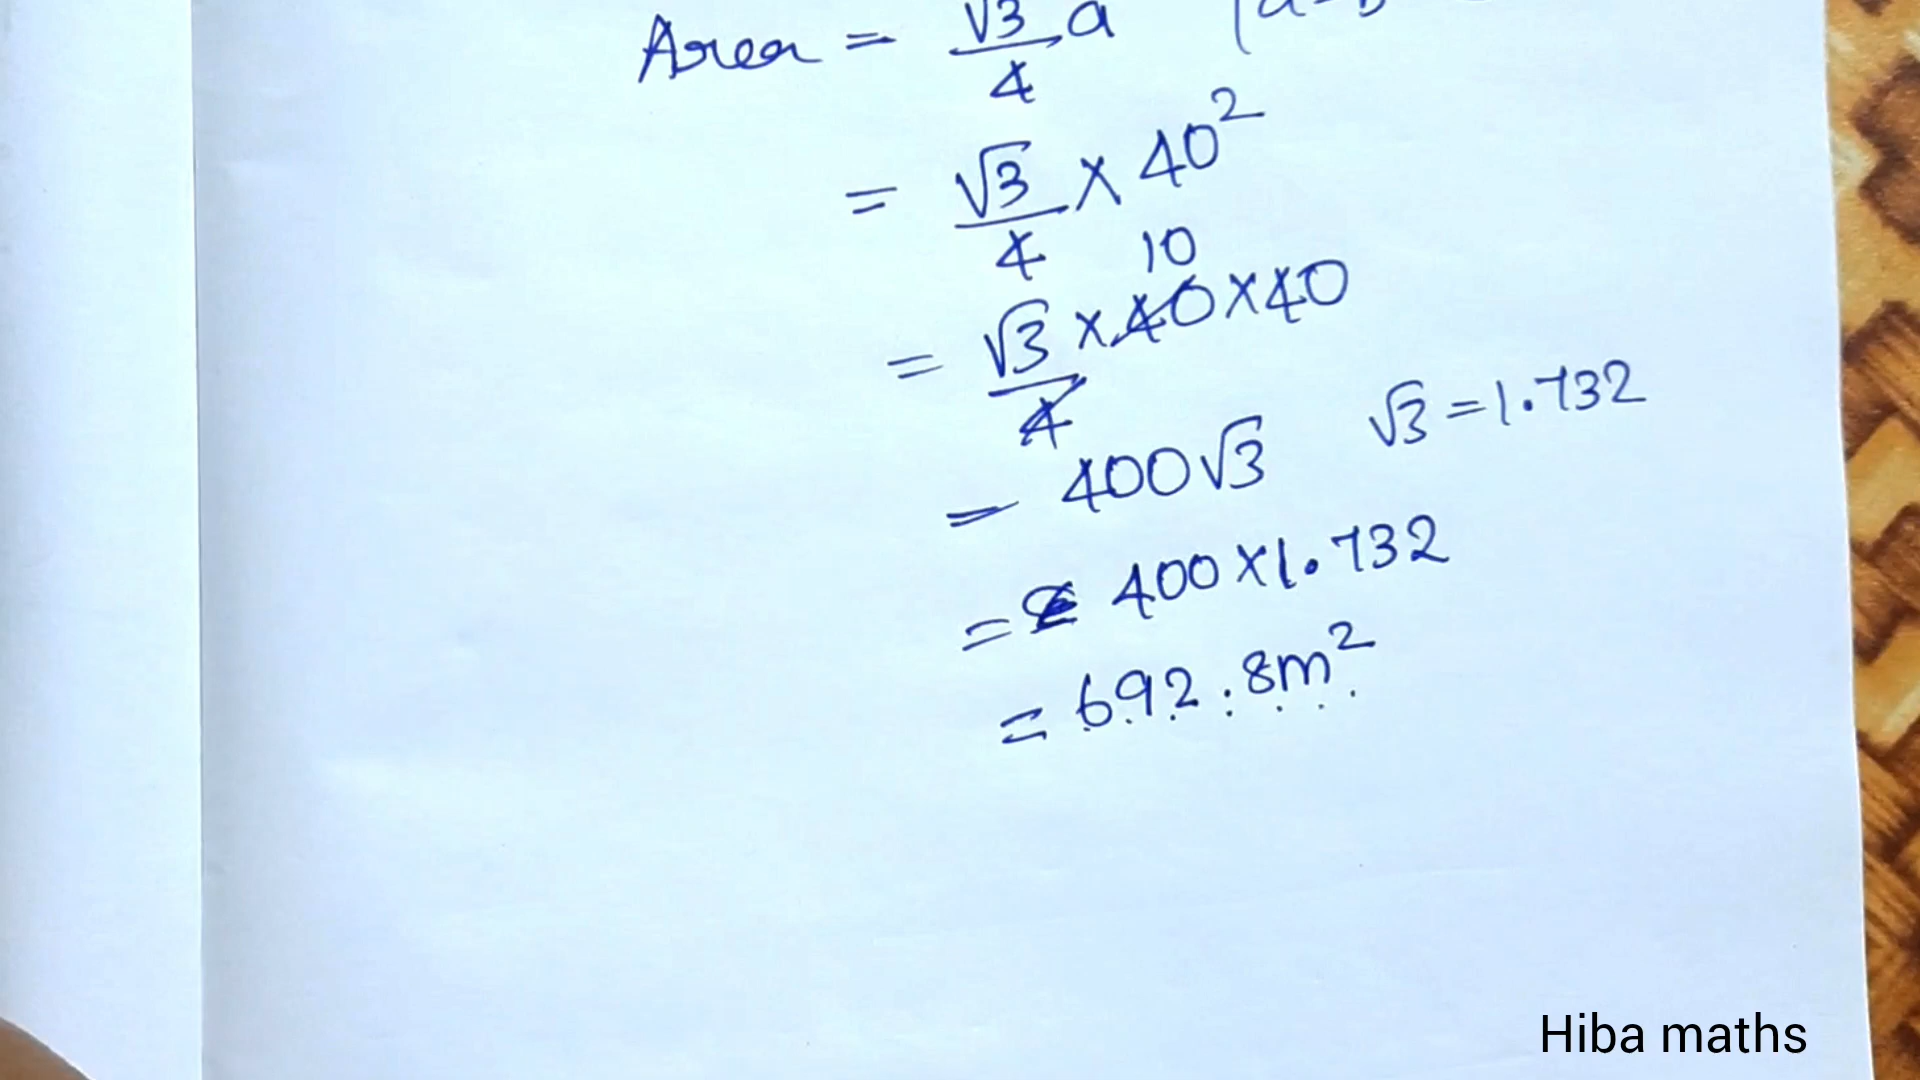 Area = √3/4 a
= √3/4 × 40²
10
= √3/4 × 40 × 40
= 400√3 √3 = 1.732
= 400 × 1.732
= 692.8m²
Hiba maths